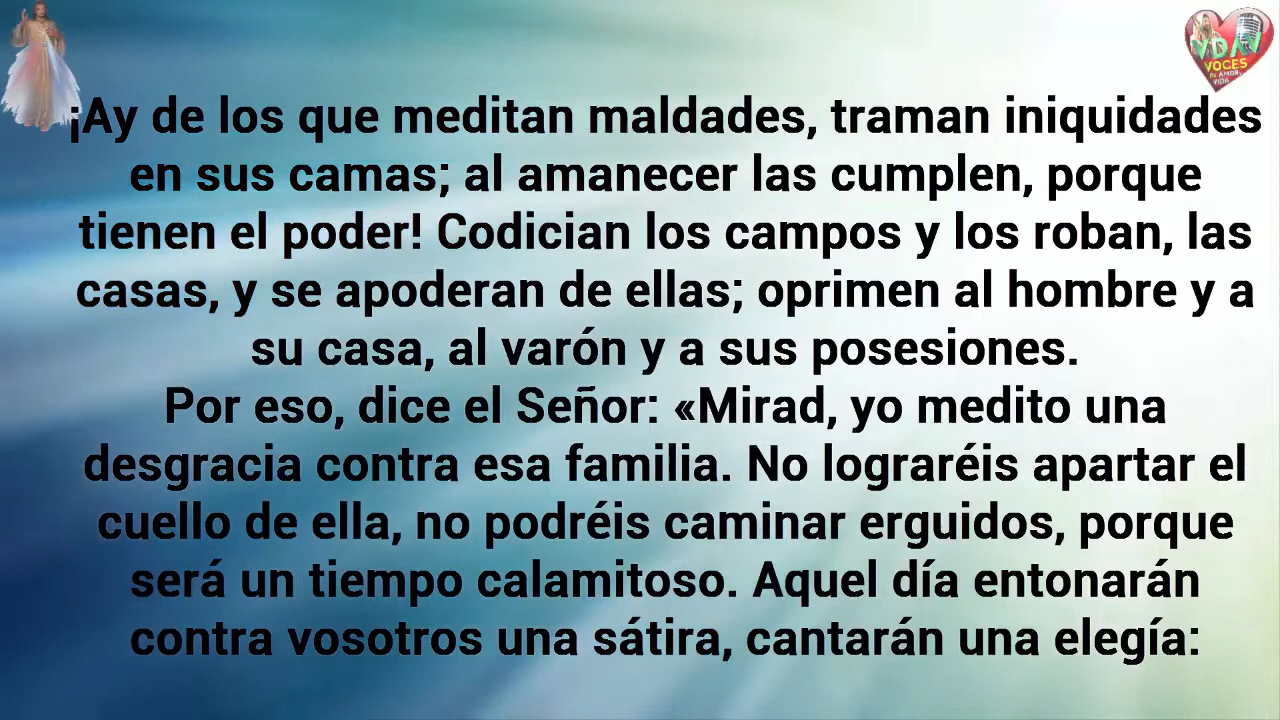 VDAV
VOCES
DE AMOR Y
VIDA
¡Ay de los que meditan maldades, traman iniquidades
en sus camas; al amanecer las cumplen, porque
tienen el poder! Codician los campos y los roban, las
casas, y se apoderan de ellas; oprimen al hombre y a
su casa, al varón y a sus posesiones.
Por eso, dice el Señor: «Mirad, yo medito una
desgracia contra esa familia. No lograréis apartar el
cuello de ella, no podréis caminar erguidos, porque
será un tiempo calamitoso. Aquel día entonarán
contra vosotros una sátira, cantarán una elegía: